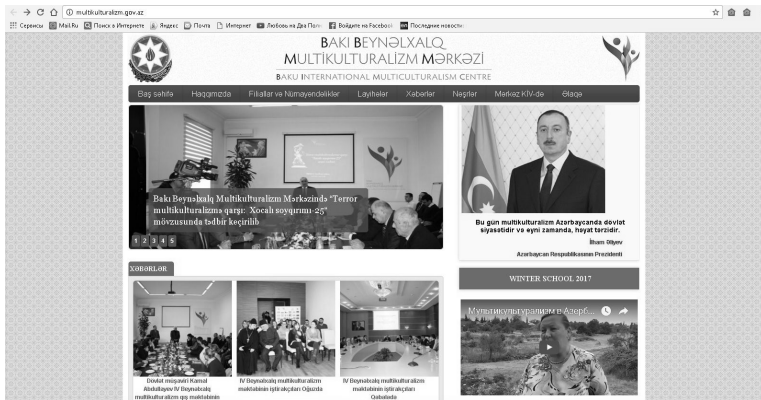 multikulturalizm.gov.az
Сервисы Mail.Ru Поиск в Интернете Яндекс Почта Интернет Любовь на Два Полю Войдите на Facebook Последние новости
BAKI BEYNƏLXALQ
MULTİKULTURALİZM MƏRKƏZİ
BAKU INTERNATIONAL MULTICULTURALISM CENTRE
Baş səhifə Haqqımızda Filiallar və Nümayəndəliklər Layihələr Xəbərlər Nəşrlər Mərkəz KİV-də Əlaqə
Bakı Beynəlxalq Multikulturalizm Mərkəzində "Terror
multikulturalizmə qarşı: Xocalı soyqırımı-25"
mövzusunda tədbir keçirilib
1 2 3 4 5
Bu gün multikulturalizm Azərbaycanda dövlət
siyasətidir və eyni zamanda, həyat tərzidir.
İlham Əliyev
Azərbaycan Respublikasının Prezidenti
XƏBƏRLƏR
WINTER SCHOOL 2017
Мультикультурализм в Азерб...
Dövlət müşaviri Kamal
Abdullayev IV Beynəlxalq
multikulturalizm qış məktəbinin
IV Beynəlxalq multikulturalizm
məktəbinin iştirakçıları Oğuzda
IV Beynəlxalq multikulturalizm
məktəbinin iştirakçıları
Qəbələdə